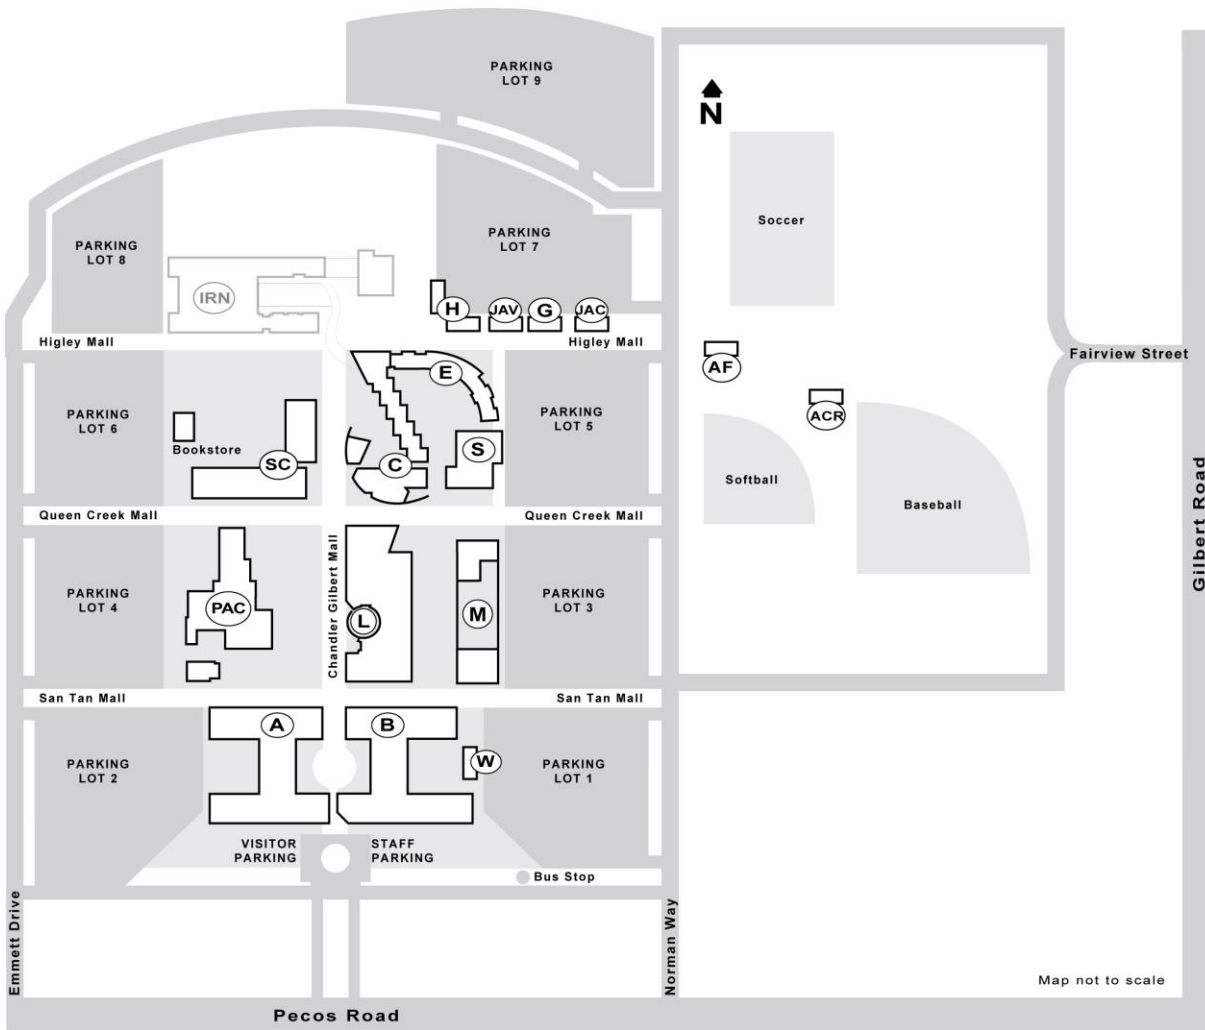 PARKING
LOT 9
N
Soccer
PARKING
LOT 7
PARKING
LOT 8
IRN
H
JAV
G
JAC
Higley Mall
Higley Mall
Fairview Street
AF
E
PARKING
LOT 6
PARKING
LOT 5
ACR
Bookstore
SC
C
S
Softball
Baseball
Queen Creek Mall
Queen Creek Mall
Gilbert Road
PARKING
LOT 4
PAC
Chandler Gilbert Mall
L
M
PARKING
LOT 3
San Tan Mall
San Tan Mall
A
B
PARKING
LOT 2
W
PARKING
LOT 1
VISITOR
PARKING
STAFF
PARKING
Bus Stop
Emmett Drive
Norman Way
Map not to scale
Pecos Road